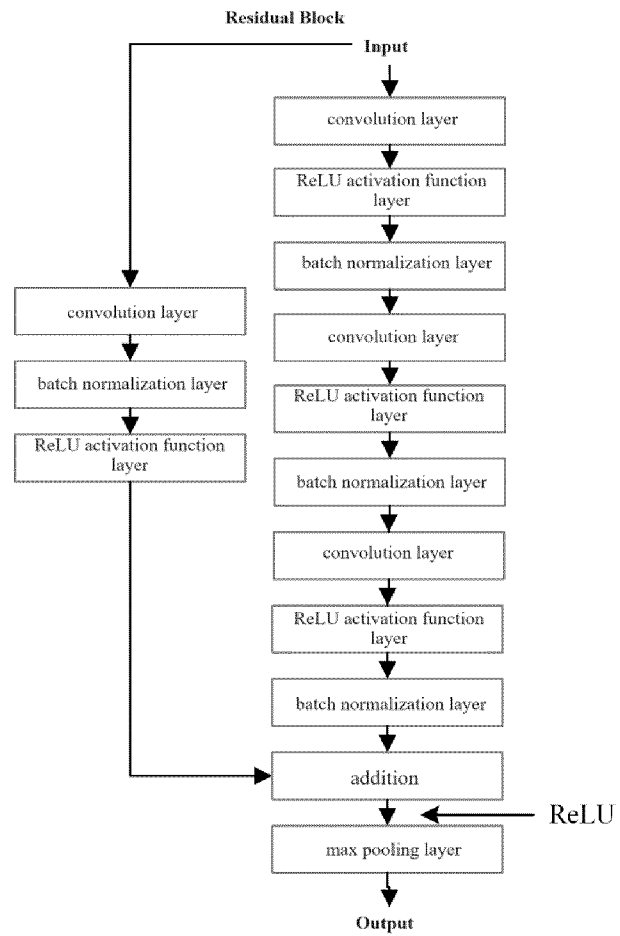 Residual Block
Input
convolution layer
ReLU activation function
layer
batch normalization layer
convolution layer
ReLU activation function
layer
batch normalization layer
convolution layer
ReLU activation function
layer
batch normalization layer
convolution layer
batch normalization layer
ReLU activation function
layer
addition
ReLU
max pooling layer
Output